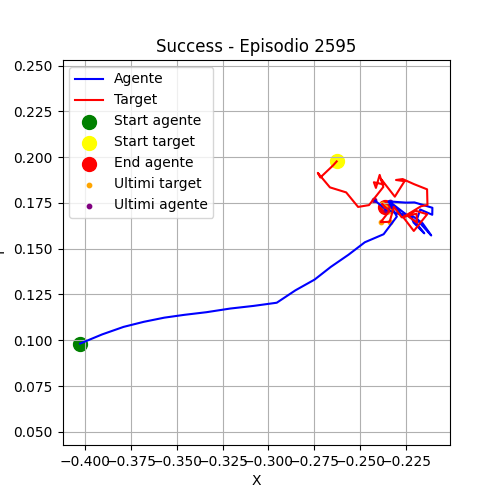 Success - Episodio 2595
Agente
Target
Start agente
Start target
End agente
Ultimi target
Ultimi agente
0.250
0.225
0.200
0.175
0.150
0.125
0.100
0.075
0.050
−0.400 −0.375 −0.350 −0.325 −0.300 −0.275 −0.250 −0.225
X